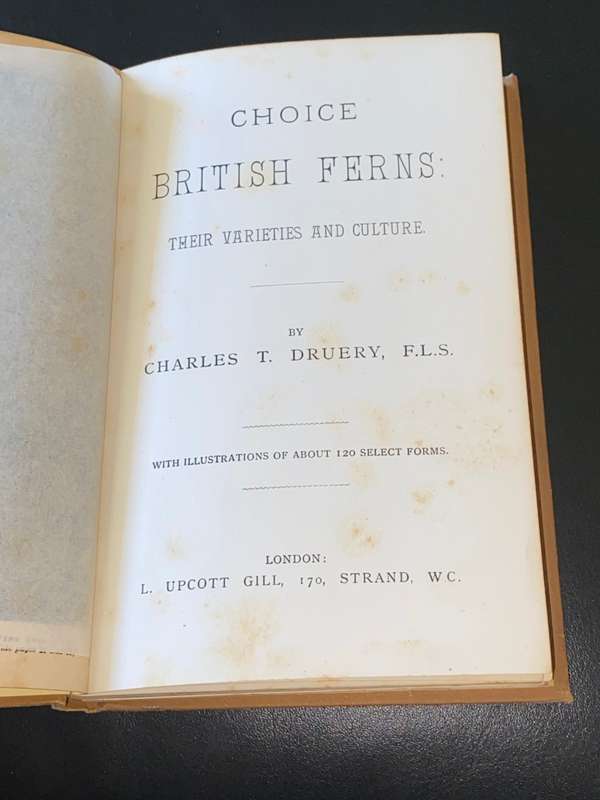 CHOICE
BRITISH FERNS:
THEIR VARIETIES AND CULTURE.
BY
CHARLES T. DRUERY, F.L.S.
WITH ILLUSTRATIONS OF ABOUT 120 SELECT FORMS.
LONDON:
L. UPCOTT GILL, 170, STRAND, W.C.